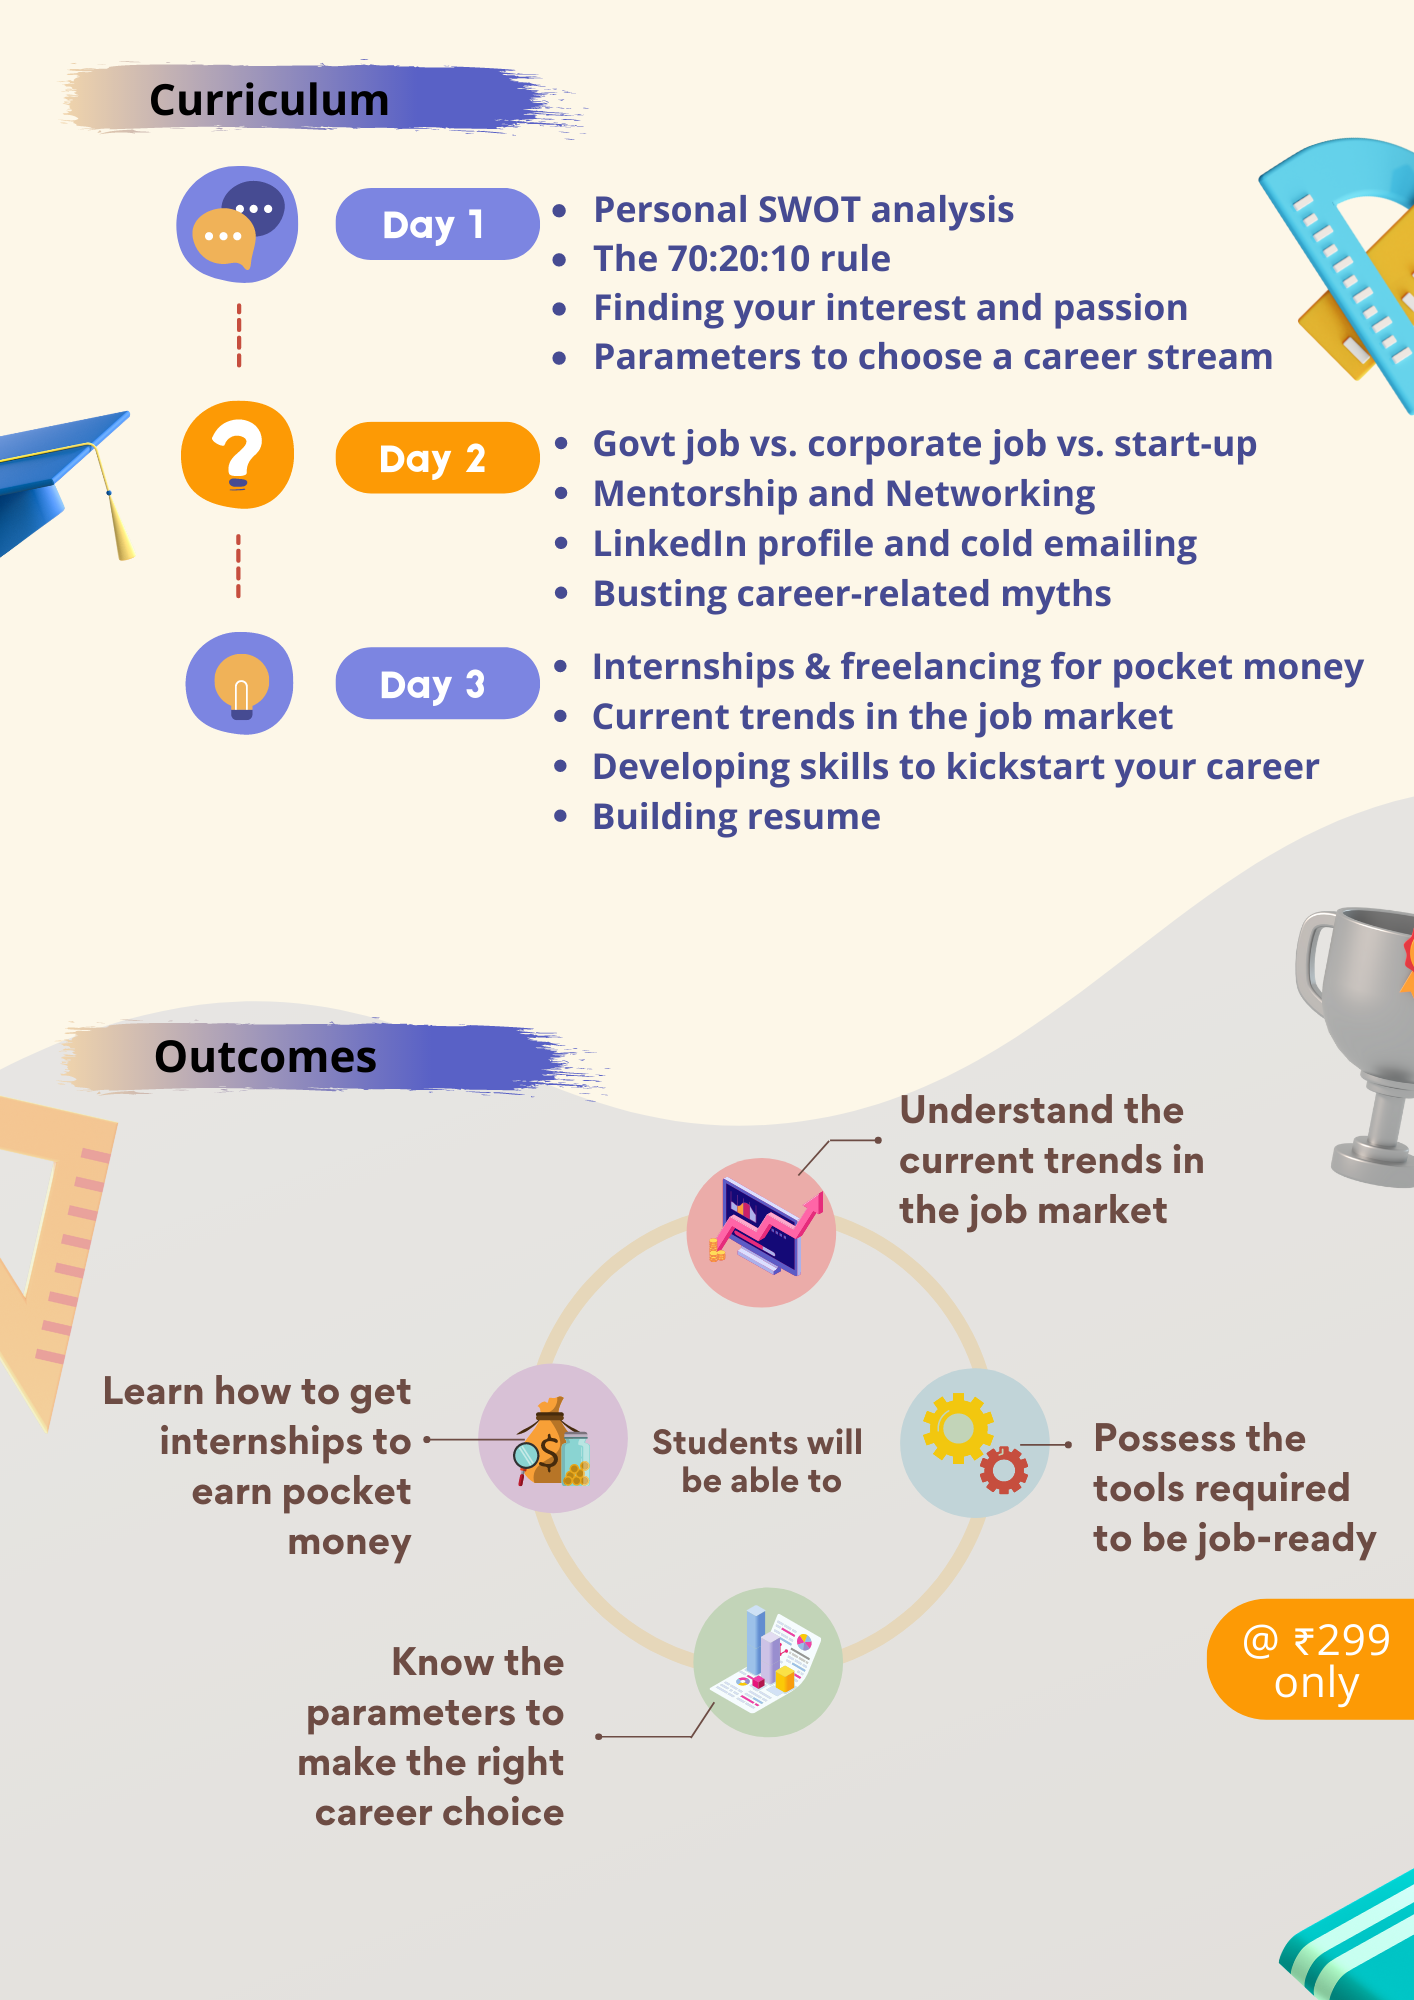 Curriculum
Day 1
• Personal SWOT analysis
• The 70:20:10 rule
• Finding your interest and passion
• Parameters to choose a career stream
Day 2
• Govt job vs. corporate job vs. start-up
• Mentorship and Networking
• LinkedIn profile and cold emailing
• Busting career-related myths
Day 3
• Internships & freelancing for pocket money
• Current trends in the job market
• Developing skills to kickstart your career
• Building resume
Outcomes
Understand the
current trends in
the job market
Learn how to get
internships to
earn pocket
money
Students will
be able to
Possess the
tools required
to be job-ready
Know the
parameters to
make the right
career choice
@ ₹299
only